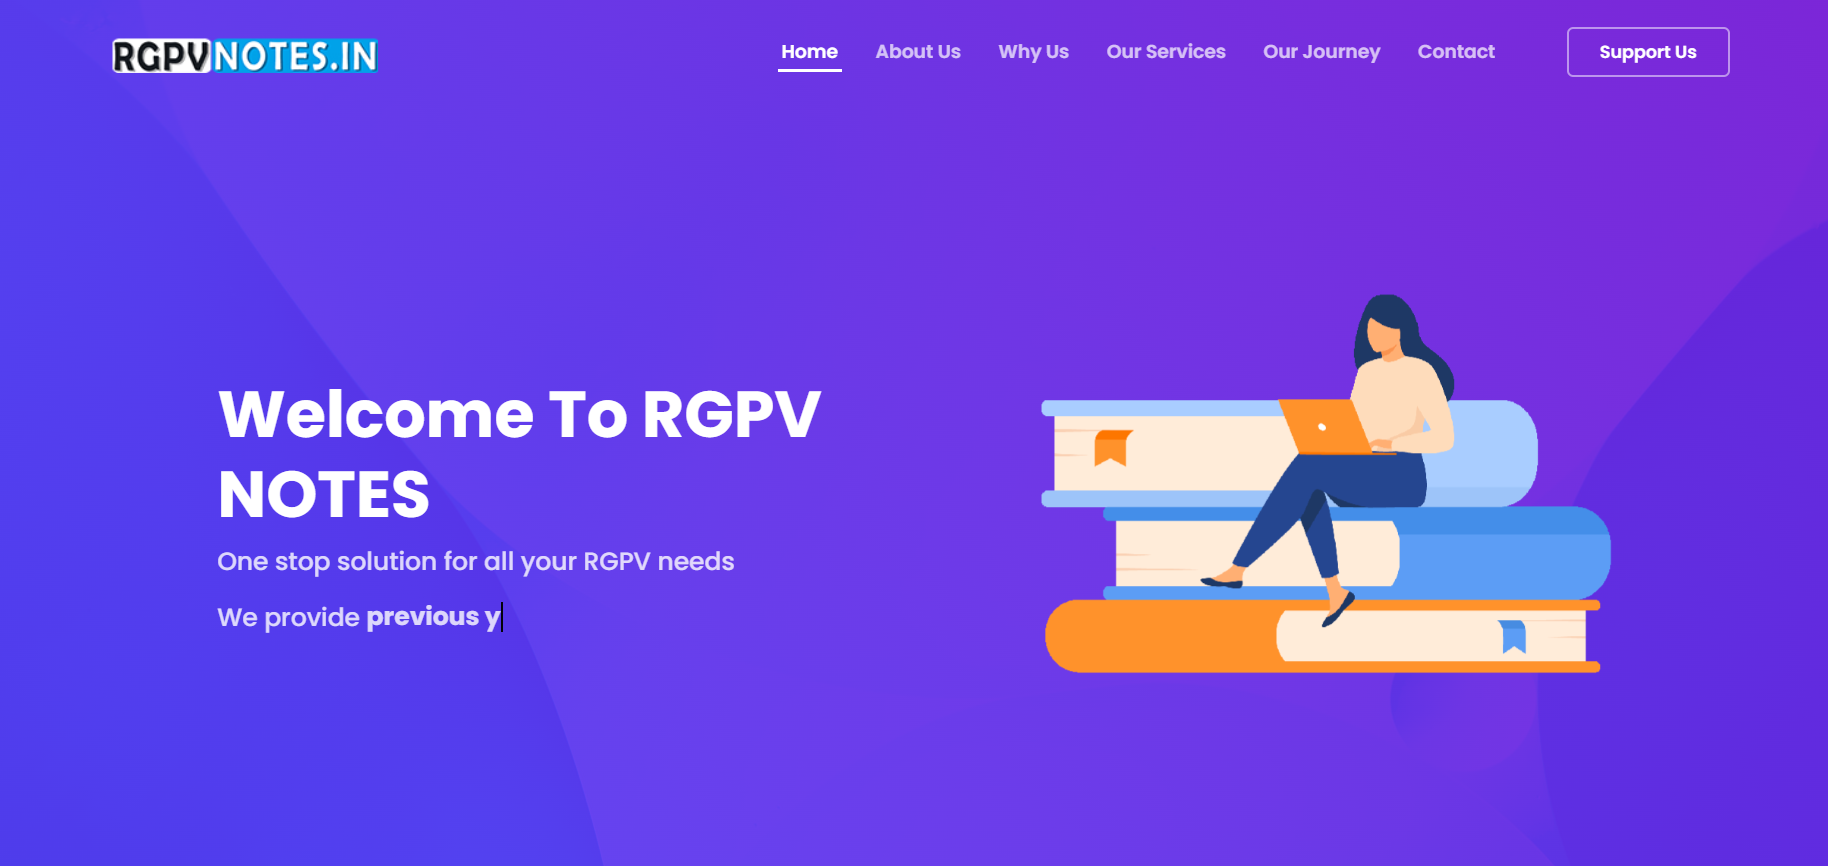 RGPVNOTES.IN
Home About Us Why Us Our Services Our Journey Contact Support Us
Welcome To RGPV
NOTES
One stop solution for all your RGPV needs
We provide previous y